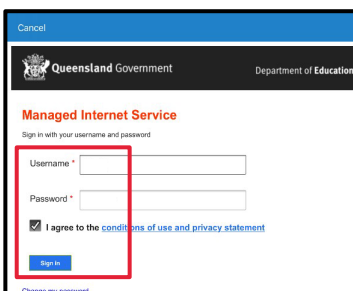 Cancel
Queensland Government Department of Education
Managed Internet Service
Sign in with your username and password
Username *
Password *
I agree to the conditions of use and privacy statement
Sign in
Change my password